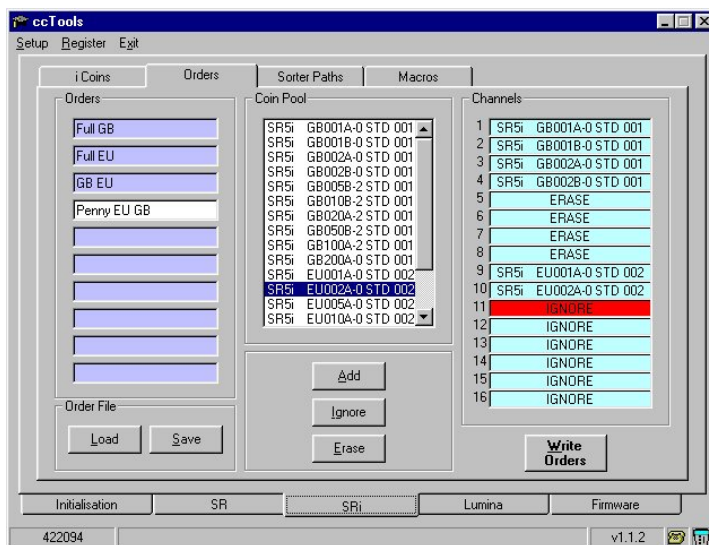 ccTools
Setup Register Exit
i Coins Orders Sorter Paths Macros
Orders
Full GB
Full EU
GB EU
Penny EU GB
Order File
Load Save
Coin Pool
SR5i GB001A-0 STD 001
SR5i GB001B-0 STD 001
SR5i GB002A-0 STD 001
SR5i GB002B-0 STD 001
SR5i GB005B-2 STD 001
SR5i GB010B-2 STD 001
SR5i GB020A-2 STD 001
SR5i GB050B-2 STD 001
SR5i GB100A-2 STD 001
SR5i GB200A-0 STD 001
SR5i EU001A-0 STD 002
SR5i EU002A-0 STD 002
SR5i EU005A-0 STD 002
SR5i EU010A-0 STD 002
Add
Ignore
Erase
Channels
1 SR5i GB001A-0 STD 001
2 SR5i GB001B-0 STD 001
3 SR5i GB002A-0 STD 001
4 SR5i GB002B-0 STD 001
5 ERASE
6 ERASE
7 ERASE
8 ERASE
9 SR5i EU001A-0 STD 002
10 SR5i EU002A-0 STD 002
11 IGNORE
12 IGNORE
13 IGNORE
14 IGNORE
15 IGNORE
16 IGNORE
Write
Orders
Initialisation SR SRi Lumina Firmware
422094 v1.1.2